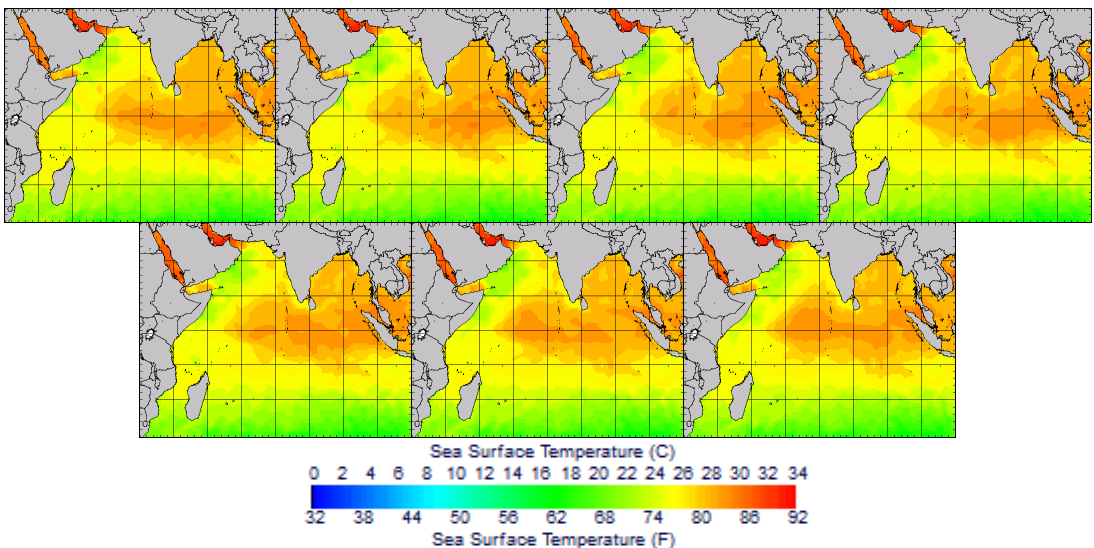 Sea Surface Temperature (C)
0 2 4 6 8 10 12 14 16 18 20 22 24 26 28 30 32 34
32 38 44 50 56 62 68 74 80 86 92
Sea Surface Temperature (F)